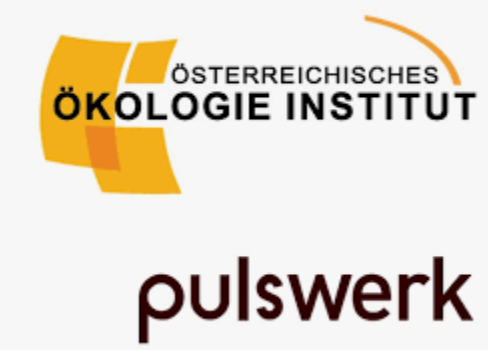 ÖSTERREICHISCHES
ÖKOLOGIE INSTITUT
pulswerk